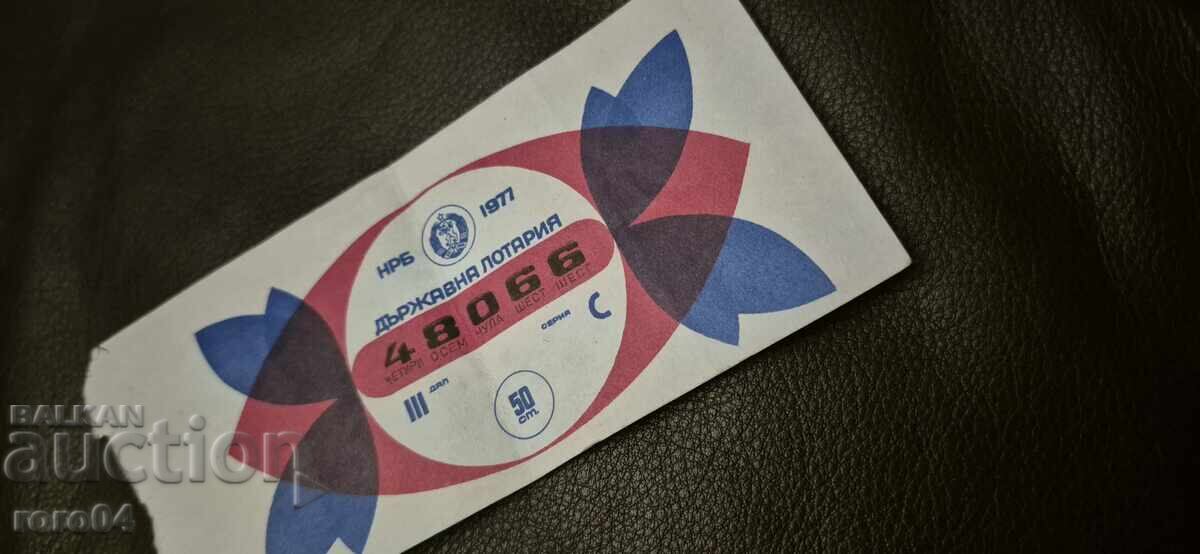 НРБ 1977
ДЪРЖАВНА ЛОТАРИЯ
48066
ЧЕТИРИ ОСЕМ НУЛА ШЕСТ ШЕСТ
СЕРИЯ С
III ДЯЛ
50 ст.
BALKAN
auction
roro04